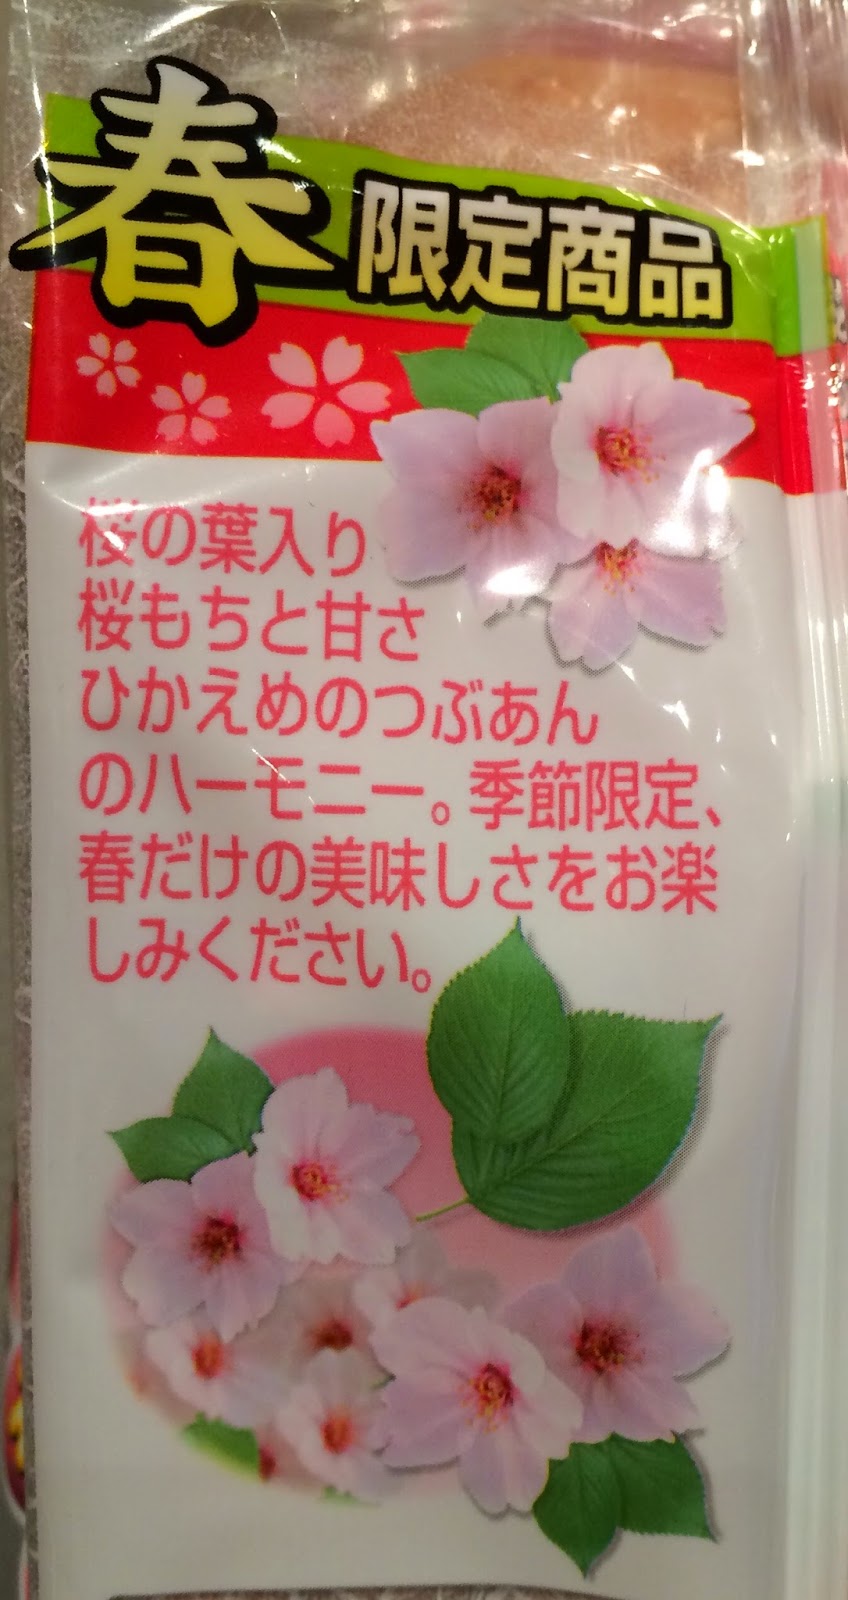 春限定商品
桜の葉入り
桜もちと甘さ
ひかえめのつぶあん
のハーモニー。季節限定、
春だけの美味しさをお楽
しみください。